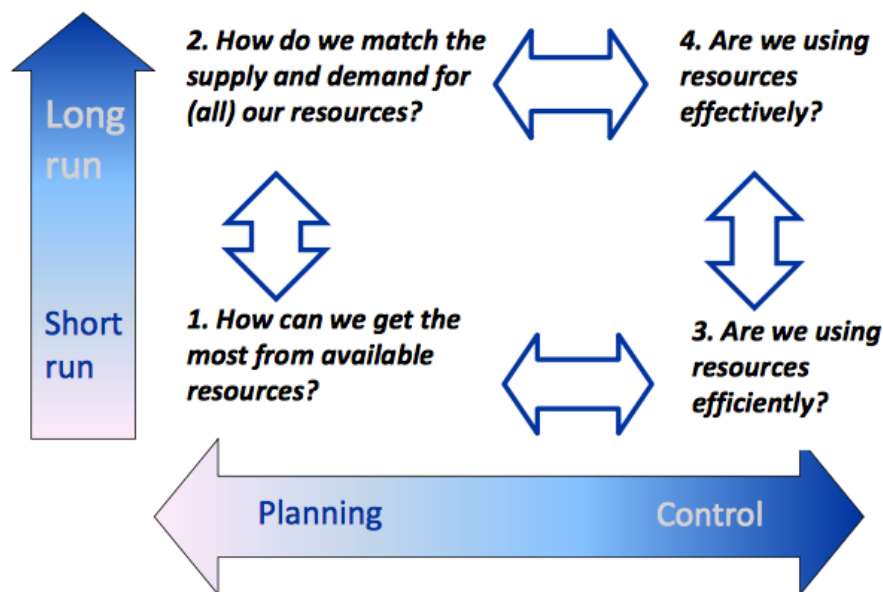 2. How do we match the
supply and demand for
(all) our resources?
4. Are we using
resources
effectively?
Long
run
Short
run
1. How can we get the
most from available
resources?
3. Are we using
resources
efficiently?
Planning
Control